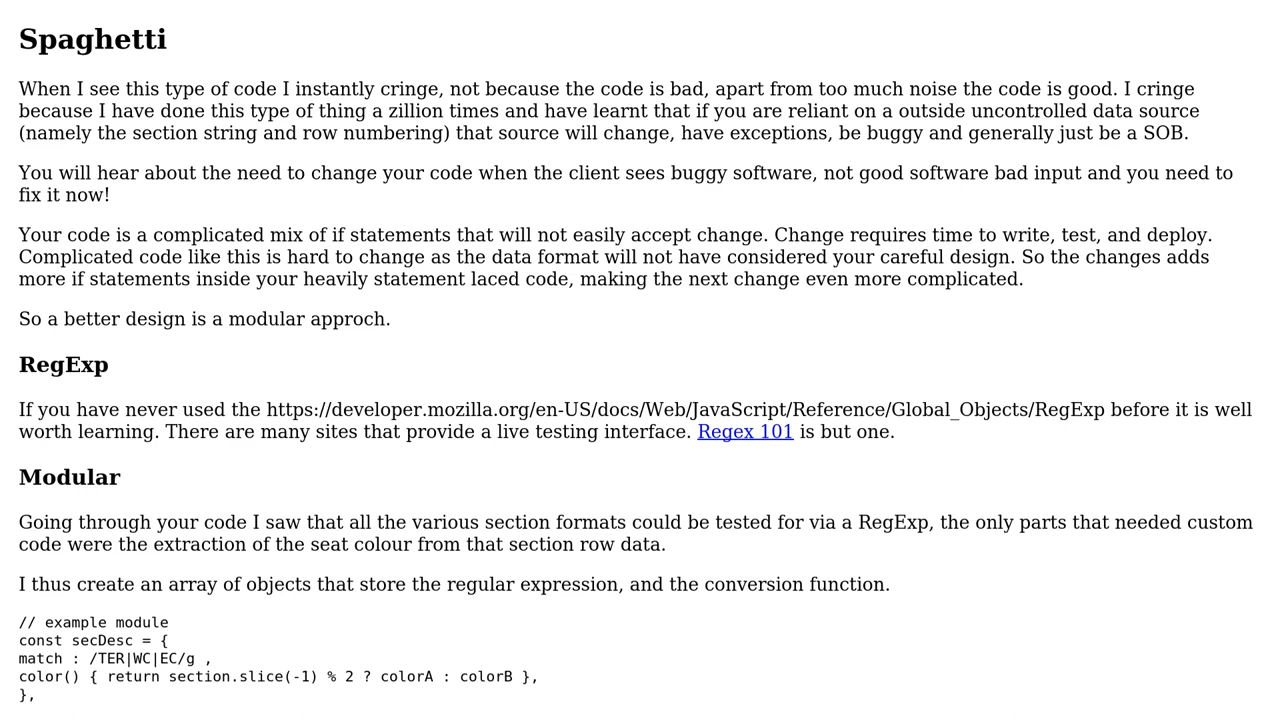 Spaghetti
When I see this type of code I instantly cringe, not because the code is bad, apart from too much noise the code is good. I cringe
because I have done this type of thing a zillion times and have learnt that if you are reliant on a outside uncontrolled data source
(namely the section string and row numbering) that source will change, have exceptions, be buggy and generally just be a SOB.
You will hear about the need to change your code when the client sees buggy software, not good software bad input and you need to
fix it now!
Your code is a complicated mix of if statements that will not easily accept change. Change requires time to write, test, and deploy.
Complicated code like this is hard to change as the data format will not have considered your careful design. So the changes adds
more if statements inside your heavily statement laced code, making the next change even more complicated.
So a better design is a modular approch.
RegExp
If you have never used the https://developer.mozilla.org/en-US/docs/Web/JavaScript/Reference/Global_Objects/RegExp before it is well
worth learning. There are many sites that provide a live testing interface. Regex 101 is but one.
Modular
Going through your code I saw that all the various section formats could be tested for via a RegExp, the only parts that needed custom
code were the extraction of the seat colour from that section row data.
I thus create an array of objects that store the regular expression, and the conversion function.
// example module
const secDesc = {
match : /TER|WC|EC/g ,
color() { return section.slice(-1) % 2 ? colorA : colorB },
},